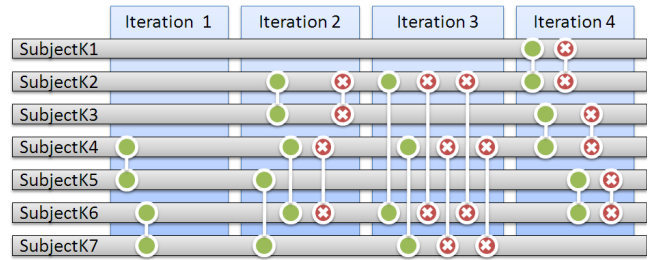 Iteration 1
Iteration 2
Iteration 3
Iteration 4
SubjectK1
SubjectK2
SubjectK3
SubjectK4
SubjectK5
SubjectK6
SubjectK7